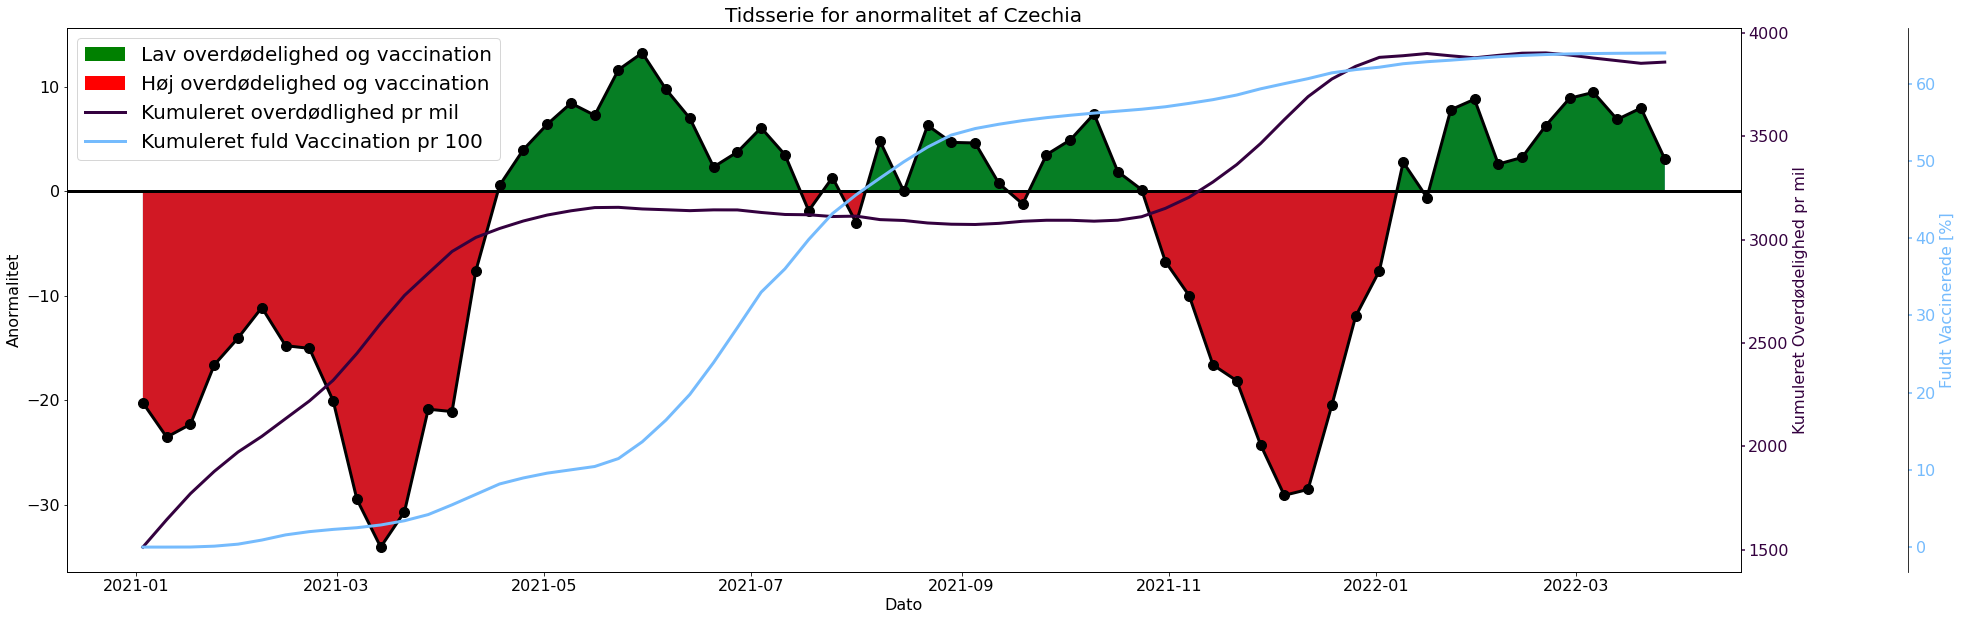 Tidsserie for anormalitet af Czechia
Lav overdødelighed og vaccination
Høj overdødelighed og vaccination
Kumuleret overdødlighed pr mil
Kumuleret fuld Vaccination pr 100
Anormalitet
10
0
−10
−20
−30
2021-01
2021-03
2021-05
2021-07
2021-09
2021-11
2022-01
2022-03
Dato
4000
3500
3000
2500
2000
1500
Kumuleret Overdødelighed pr mil
60
50
40
30
20
10
0
Fuldt Vaccinerede [%]